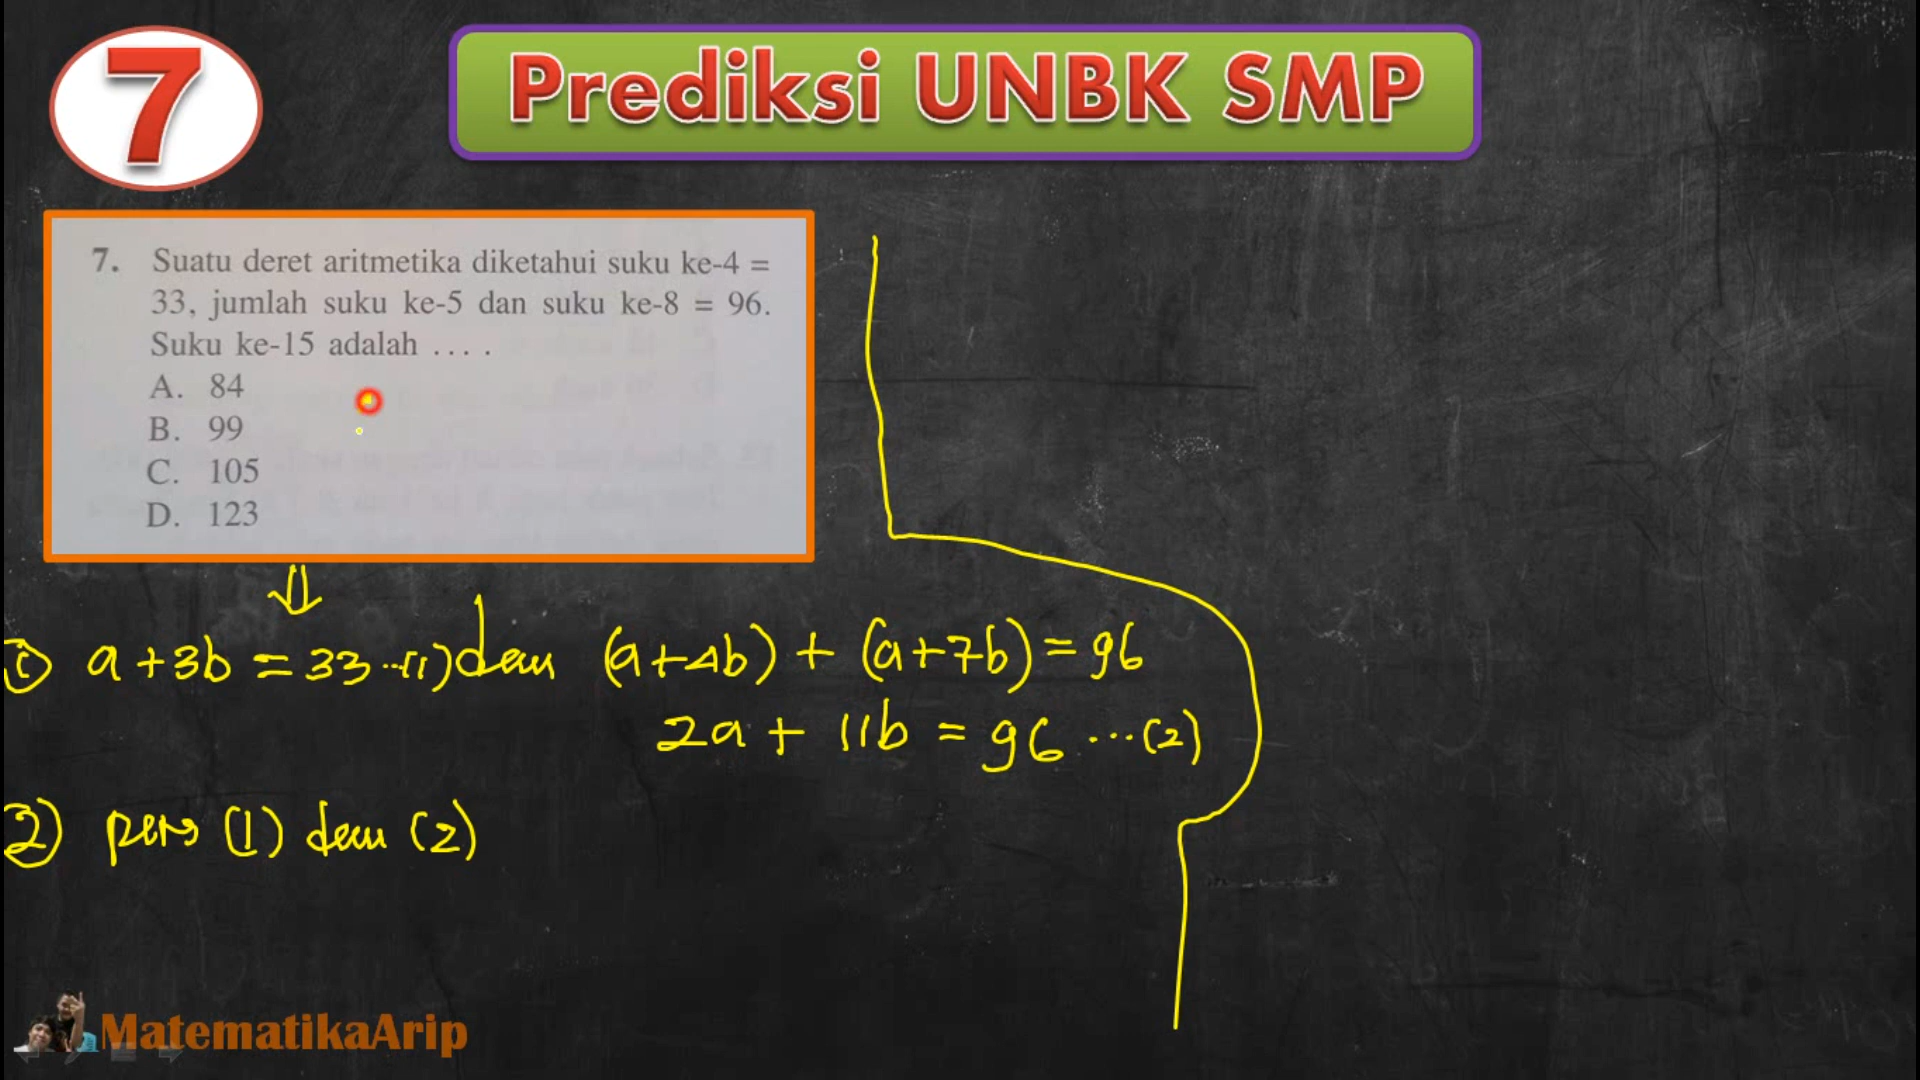 7
Prediksi UNBK SMP
7. Suatu deret aritmetika diketahui suku ke-4 =
33, jumlah suku ke-5 dan suku ke-8 = 96.
Suku ke-15 adalah ....
A. 84
B. 99
C. 105
D. 123
① a + 3b = 33 ...(1) dan (a+4b) + (a+7b) = 96
2a + 11b = 96 ...(2)
② pers (1) dan (2)
MatematikaArip